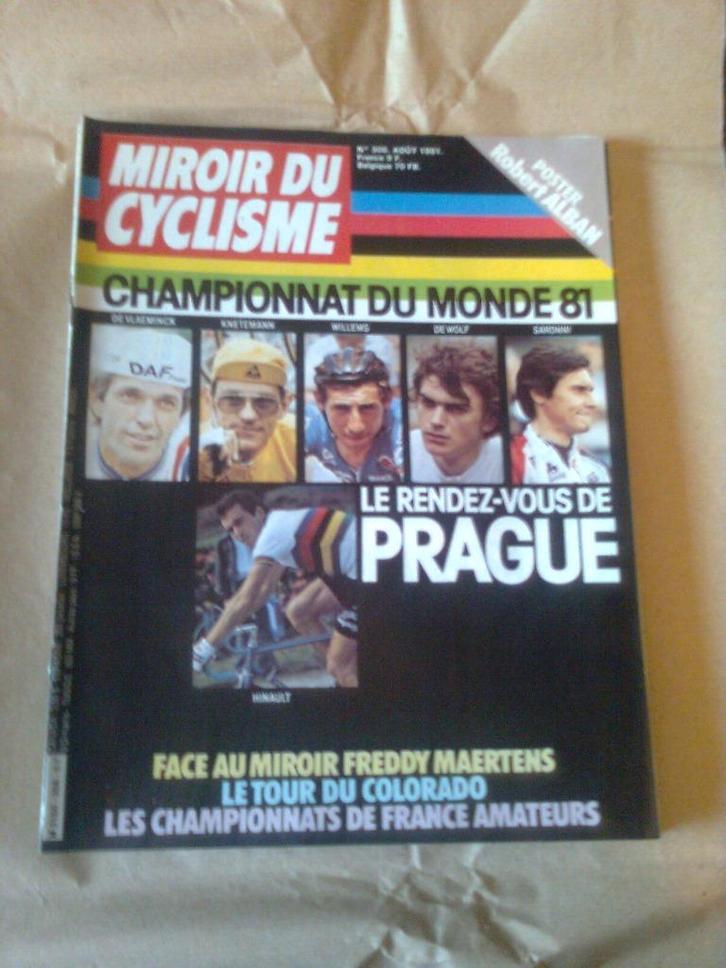 MIROIR DU
CYCLISME
AOÛT 1981.
France 9 F.
Belgique 70 FB.
POSTER
Robert ALBAN
CHAMPIONNAT DU MONDE 81
DE VLAEMINCK
KNETEMANN
WILLEMS
DE WOLF
SARONNI
DAF
LE RENDEZ-VOUS DE
PRAGUE
HINAULT
FACE AU MIROIR FREDDY MAERTENS
LE TOUR DU COLORADO
LES CHAMPIONNATS DE FRANCE AMATEURS